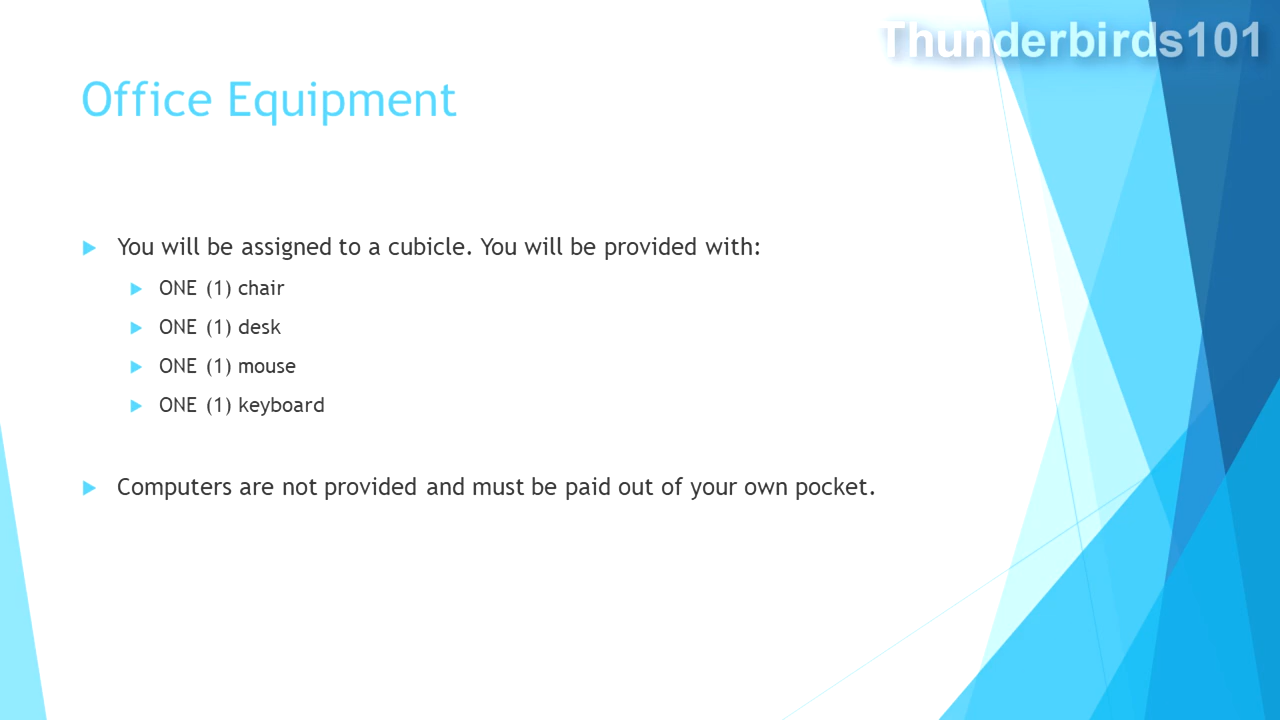 Thunderbirds101
Office Equipment
You will be assigned to a cubicle. You will be provided with:
ONE (1) chair
ONE (1) desk
ONE (1) mouse
ONE (1) keyboard
Computers are not provided and must be paid out of your own pocket.